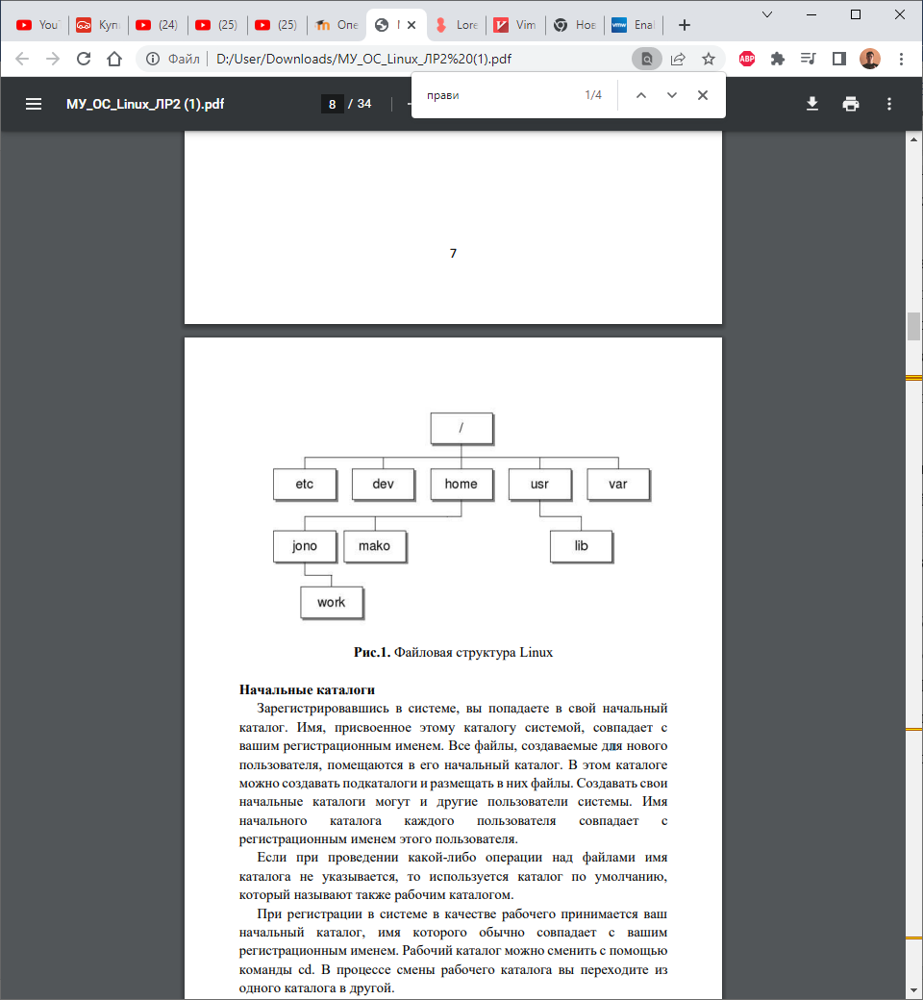 You
Куп
(24)
(25)
(25)
Опе
Lore
Vim
Нов
Enal
Файл | D:/User/Downloads/МУ_ОС_Linux_ЛР2%20(1).pdf
ABP
прави 1/4
МУ_ОС_Linux_ЛР2 (1).pdf
8 / 34
7
/
etc dev home usr var
jono mako lib
work
Рис.1. Файловая структура Linux
Начальные каталоги
Зарегистрировавшись в системе, вы попадаете в свой начальный
каталог. Имя, присвоенное этому каталогу системой, совпадает с
вашим регистрационным именем. Все файлы, создаваемые для нового
пользователя, помещаются в его начальный каталог. В этом каталоге
можно создавать подкаталоги и размещать в них файлы. Создавать свои
начальные каталоги могут и другие пользователи системы. Имя
начального каталога каждого пользователя совпадает с
регистрационным именем этого пользователя.
Если при проведении какой-либо операции над файлами имя
каталога не указывается, то используется каталог по умолчанию,
который называют также рабочим каталогом.
При регистрации в системе в качестве рабочего принимается ваш
начальный каталог, имя которого обычно совпадает с вашим
регистрационным именем. Рабочий каталог можно сменить с помощью
команды cd. В процессе смены рабочего каталога вы переходите из
одного каталога в другой.